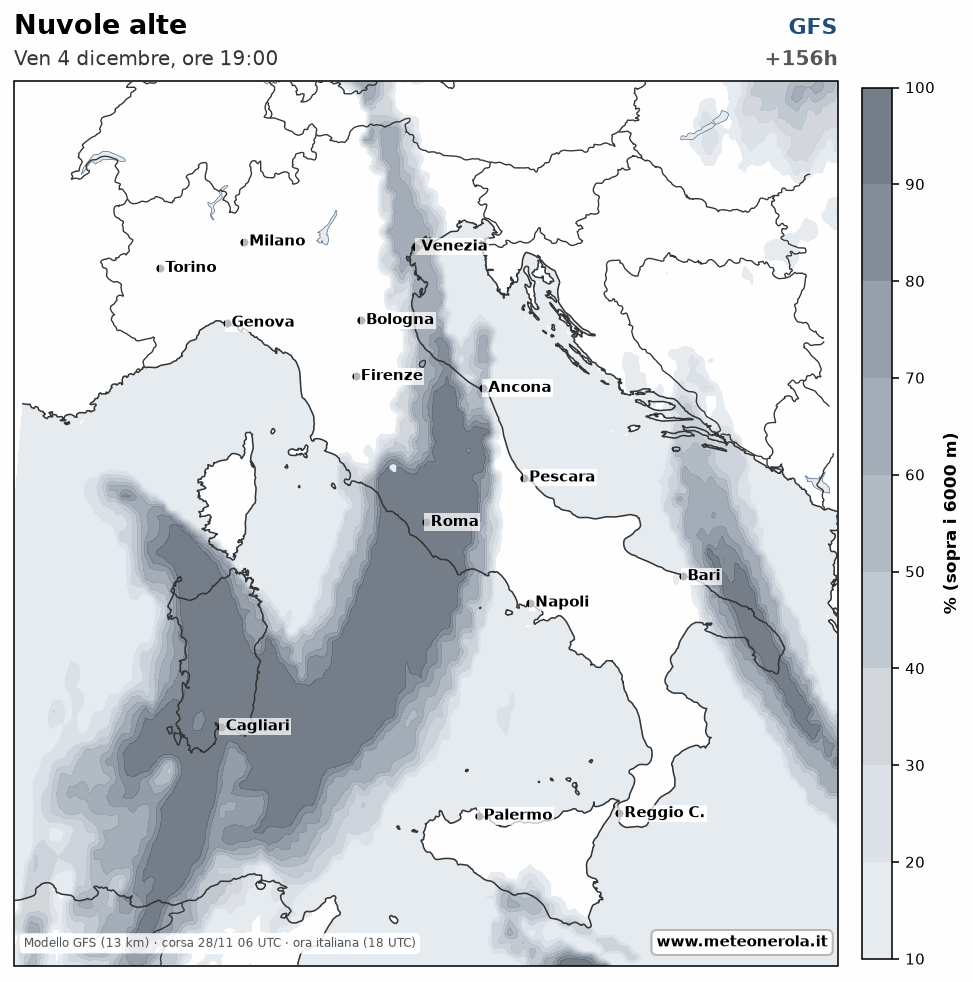 Nuvole alte
GFS
Ven 4 dicembre, ore 19:00
+156h
Milano
Venezia
Torino
Genova
Bologna
Firenze
Ancona
Pescara
Roma
Bari
Napoli
Cagliari
Palermo
Reggio C.
Modello GFS (13 km) · corsa 28/11 06 UTC · ora italiana (18 UTC)
www.meteonerola.it
100
90
80
70
60
50
40
30
20
10
% (sopra i 6000 m)